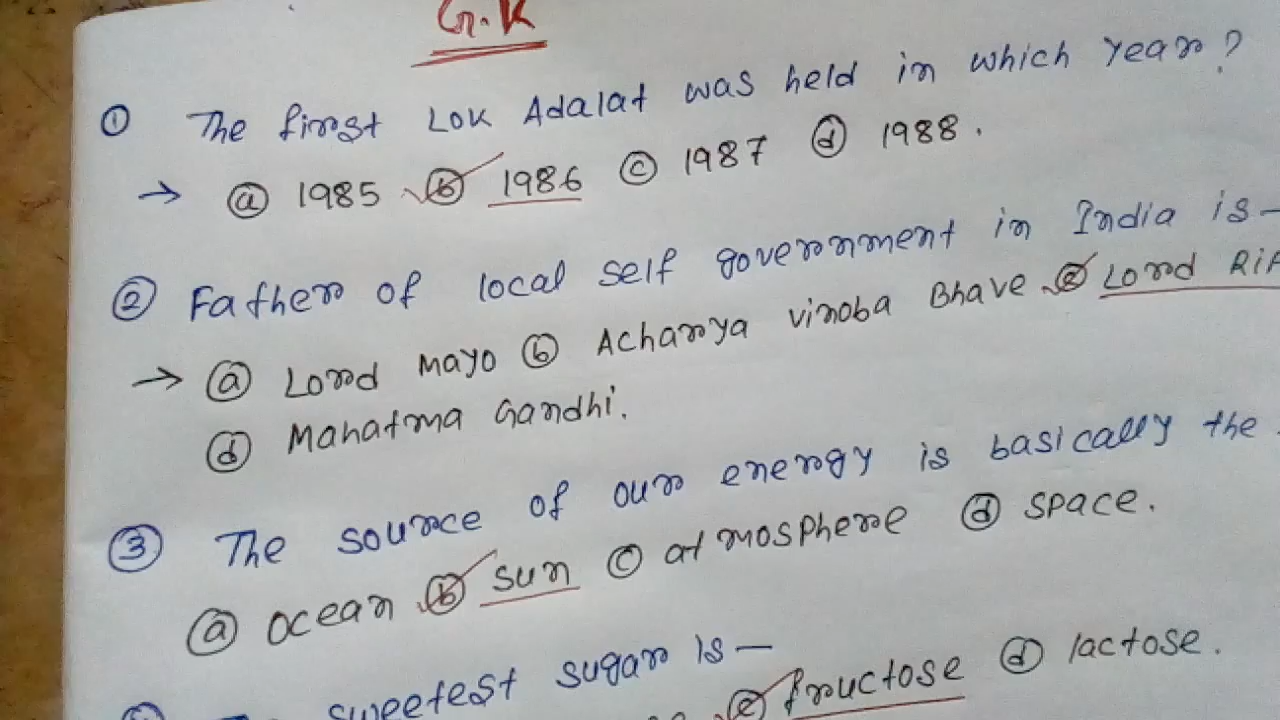 G.K
① The first Lok Adalat was held in which year?
→ ⓐ 1985 ⓑ 1986 ⓒ 1987 ⓓ 1988.
② Father of local self government in India is—
→ ⓐ Lord Mayo ⓑ Acharya Vinoba Bhave ⓒ Lord
ⓓ Mahatma Gandhi.
③ The source of our energy is basically the
ⓐ ocean ⓑ sun ⓒ atmosphere ⓓ space.
sweetest sugar is—
ⓒ fructose ⓓ lactose.